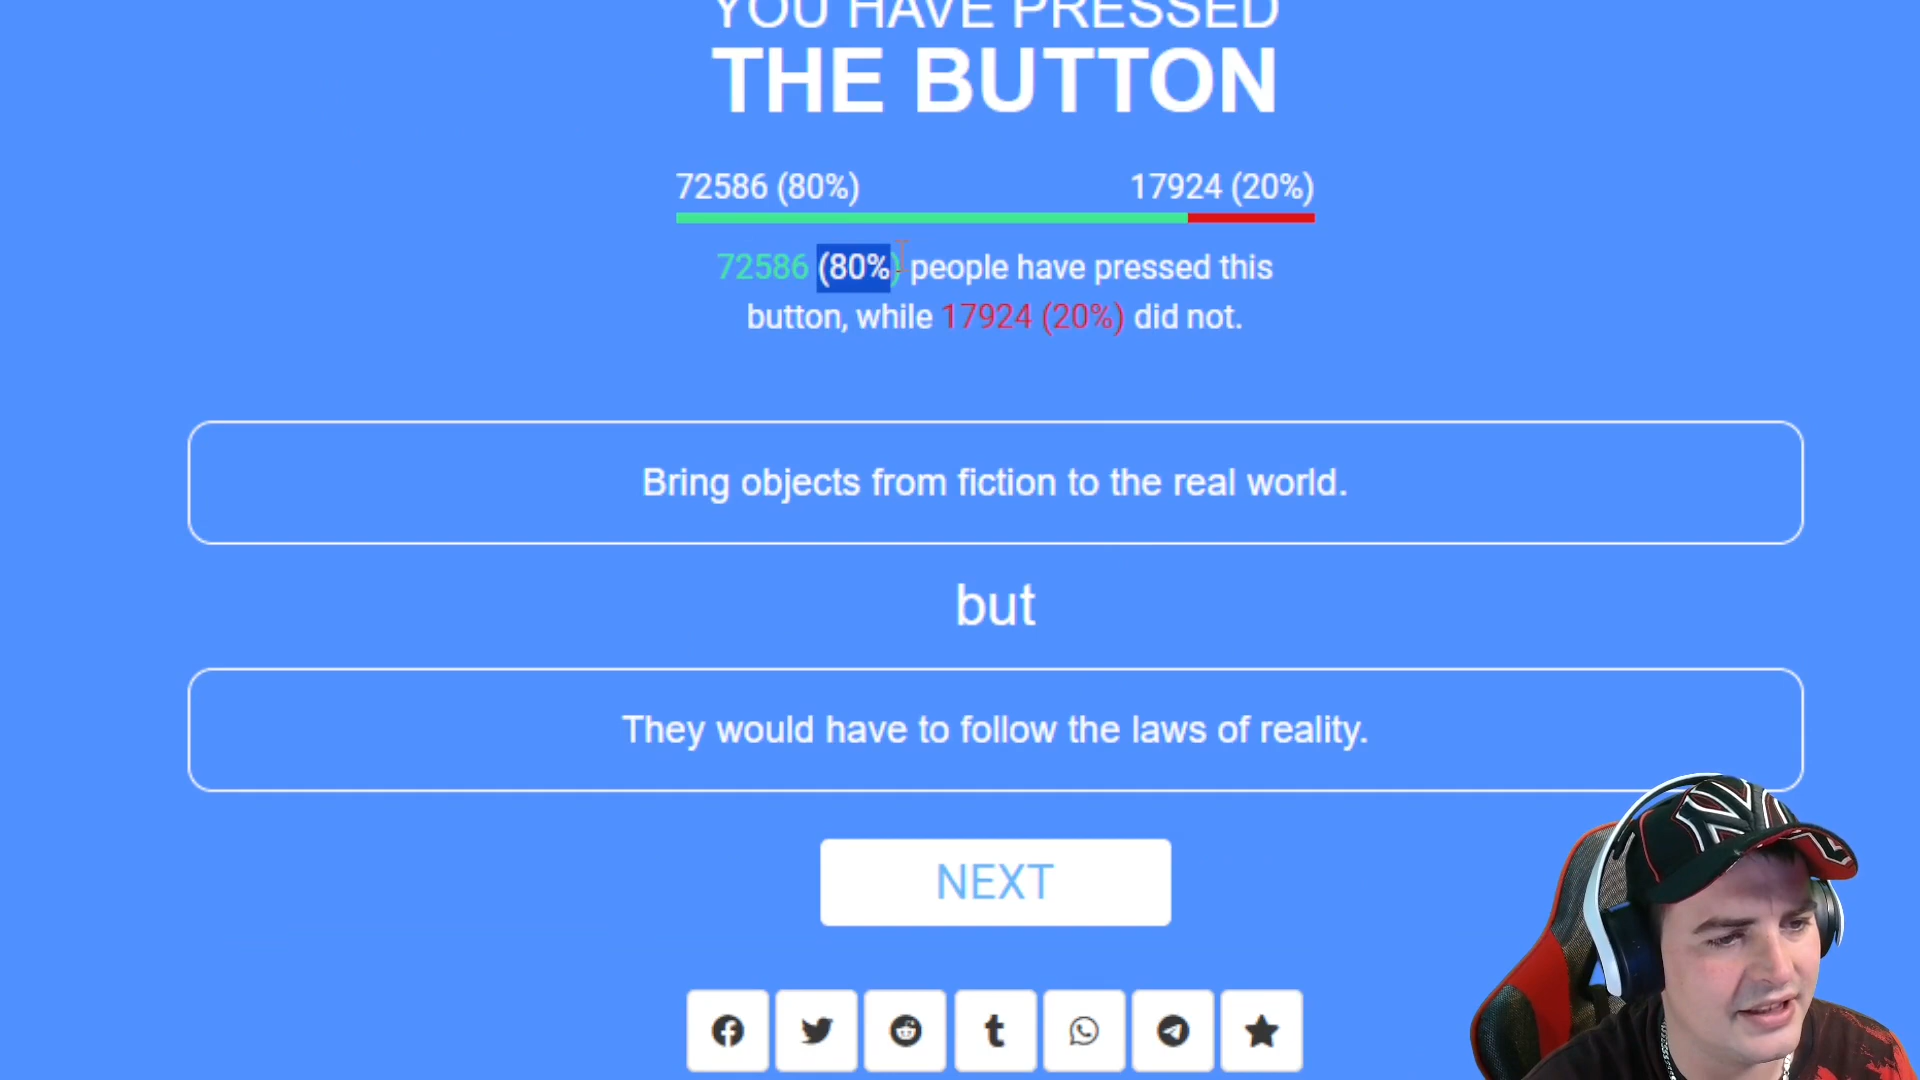 YOU HAVE PRESSED
THE BUTTON
72586 (80%) 17924 (20%)
72586 (80%) people have pressed this
button, while 17924 (20%) did not.
Bring objects from fiction to the real world.
but
They would have to follow the laws of reality.
NEXT